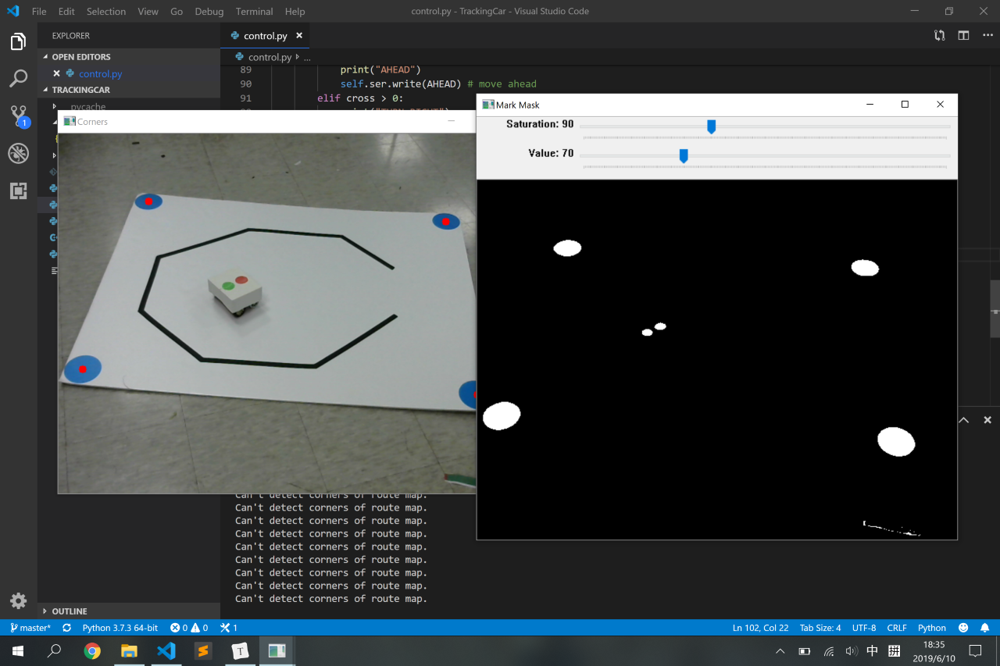 File Edit Selection View Go Debug Terminal Help
control.py - TrackingCar - Visual Studio Code
EXPLORER
OPEN EDITORS
control.py
TRACKINGCAR
pycache
control.py
control.py ...
89 print("AHEAD")
90 self.ser.write(AHEAD) # move ahead
91 elif cross > 0:
Corners
Mark Mask
Saturation: 90
Value: 70
Can't detect corners of route map.
Can't detect corners of route map.
Can't detect corners of route map.
Can't detect corners of route map.
Can't detect corners of route map.
Can't detect corners of route map.
Can't detect corners of route map.
Can't detect corners of route map.
Can't detect corners of route map.
OUTLINE
1
master* Python 3.7.3 64-bit 0 0 1
Ln 102, Col 22 Tab Size: 4 UTF-8 CRLF Python
T
中 拼
18:35
2019/6/10